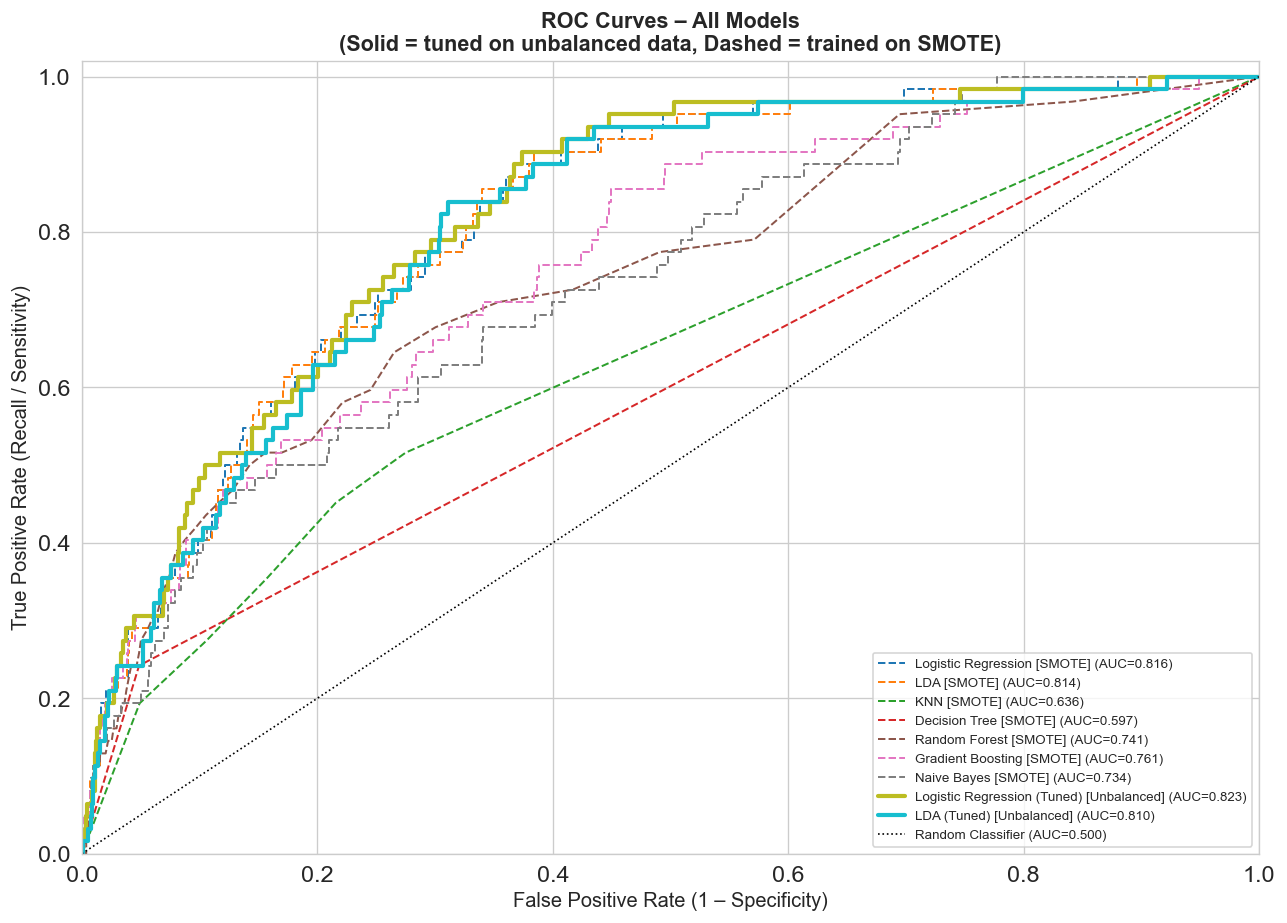 ROC Curves – All Models
(Solid = tuned on unbalanced data, Dashed = trained on SMOTE)
True Positive Rate (Recall / Sensitivity)
1.0
0.8
0.6
0.4
0.2
0.0
Logistic Regression [SMOTE] (AUC=0.816)
LDA [SMOTE] (AUC=0.814)
KNN [SMOTE] (AUC=0.636)
Decision Tree [SMOTE] (AUC=0.597)
Random Forest [SMOTE] (AUC=0.741)
Gradient Boosting [SMOTE] (AUC=0.761)
Naive Bayes [SMOTE] (AUC=0.734)
Logistic Regression (Tuned) [Unbalanced] (AUC=0.823)
LDA (Tuned) [Unbalanced] (AUC=0.810)
Random Classifier (AUC=0.500)
0.0 0.2 0.4 0.6 0.8 1.0
False Positive Rate (1 – Specificity)